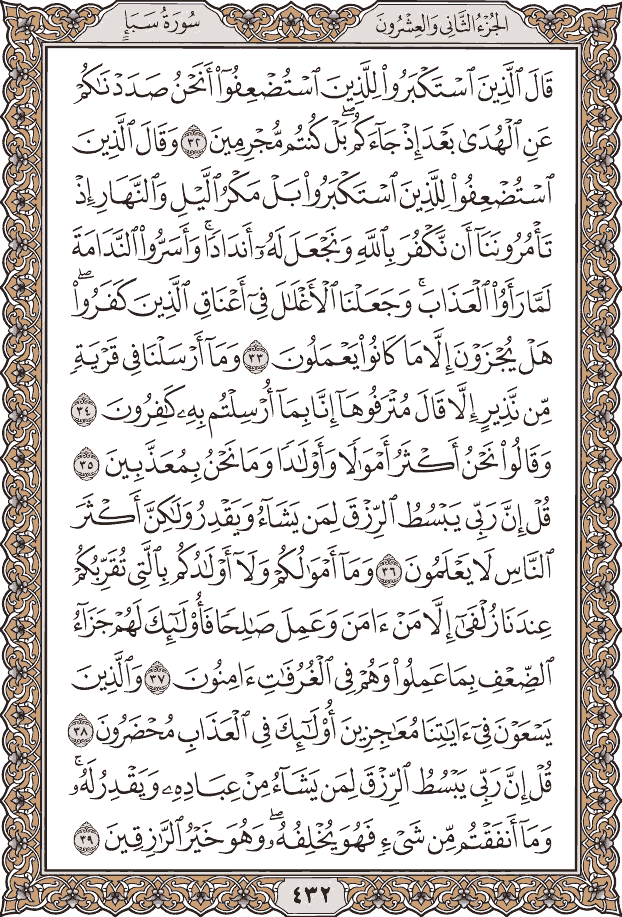 الجزء الثاني والعشرون سورة سبإ
قَالَ ٱلَّذِينَ ٱسْتَكْبَرُوا۟ لِلَّذِينَ ٱسْتُضْعِفُوٓا۟ أَنَحْنُ صَدَدْنَٰكُمْ
عَنِ ٱلْهُدَىٰ بَعْدَ إِذْ جَآءَكُم ۖ بَلْ كُنتُم مُّجْرِمِينَ ٣٢ وَقَالَ ٱلَّذِينَ
ٱسْتُضْعِفُوا۟ لِلَّذِينَ ٱسْتَكْبَرُوا۟ بَلْ مَكْرُ ٱلَّيْلِ وَٱلنَّهَارِ إِذْ
تَأْمُرُونَنَآ أَن نَّكْفُرَ بِٱللَّهِ وَنَجْعَلَ لَهُۥٓ أَندَادًا ۚ وَأَسَرُّوا۟ ٱلنَّدَامَةَ
لَمَّا رَأَوُا۟ ٱلْعَذَابَ ۚ وَجَعَلْنَا ٱلْأَغْلَٰلَ فِىٓ أَعْنَاقِ ٱلَّذِينَ كَفَرُوا۟ ۖ
هَلْ يُجْزَوْنَ إِلَّا مَا كَانُوا۟ يَعْمَلُونَ ٣٣ وَمَآ أَرْسَلْنَا فِى قَرْيَةٍ
مِّن نَّذِيرٍ إِلَّا قَالَ مُتْرَفُوهَآ إِنَّا بِمَآ أُرْسِلْتُم بِهِۦ كَٰفِرُونَ ٣٤
وَقَالُوا۟ نَحْنُ أَكْثَرُ أَمْوَٰلًا وَأَوْلَٰدًا وَمَا نَحْنُ بِمُعَذَّبِينَ ٣٥
قُلْ إِنَّ رَبِّى يَبْسُطُ ٱلرِّزْقَ لِمَن يَشَآءُ وَيَقْدِرُ وَلَٰكِنَّ أَكْثَرَ
ٱلنَّاسِ لَا يَعْلَمُونَ ٣٦ وَمَآ أَمْوَٰلُكُمْ وَلَآ أَوْلَٰدُكُم بِٱلَّتِى تُقَرِّبُكُمْ
عِندَنَا زُلْفَىٰٓ إِلَّا مَنْ ءَامَنَ وَعَمِلَ صَٰلِحًا فَأُو۟لَٰٓئِكَ لَهُمْ جَزَآءُ
ٱلضِّعْفِ بِمَا عَمِلُوا۟ وَهُمْ فِى ٱلْغُرُفَٰتِ ءَامِنُونَ ٣٧ وَٱلَّذِينَ
يَسْعَوْنَ فِىٓ ءَايَٰتِنَا مُعَٰجِزِينَ أُو۟لَٰٓئِكَ فِى ٱلْعَذَابِ مُحْضَرُونَ ٣٨
قُلْ إِنَّ رَبِّى يَبْسُطُ ٱلرِّزْقَ لِمَن يَشَآءُ مِنْ عِبَادِهِۦ وَيَقْدِرُ لَهُۥ ۚ
وَمَآ أَنفَقْتُم مِّن شَىْءٍ فَهُوَ يُخْلِفُهُۥ ۖ وَهُوَ خَيْرُ ٱلرَّٰزِقِينَ ٣٩
٤٣٢